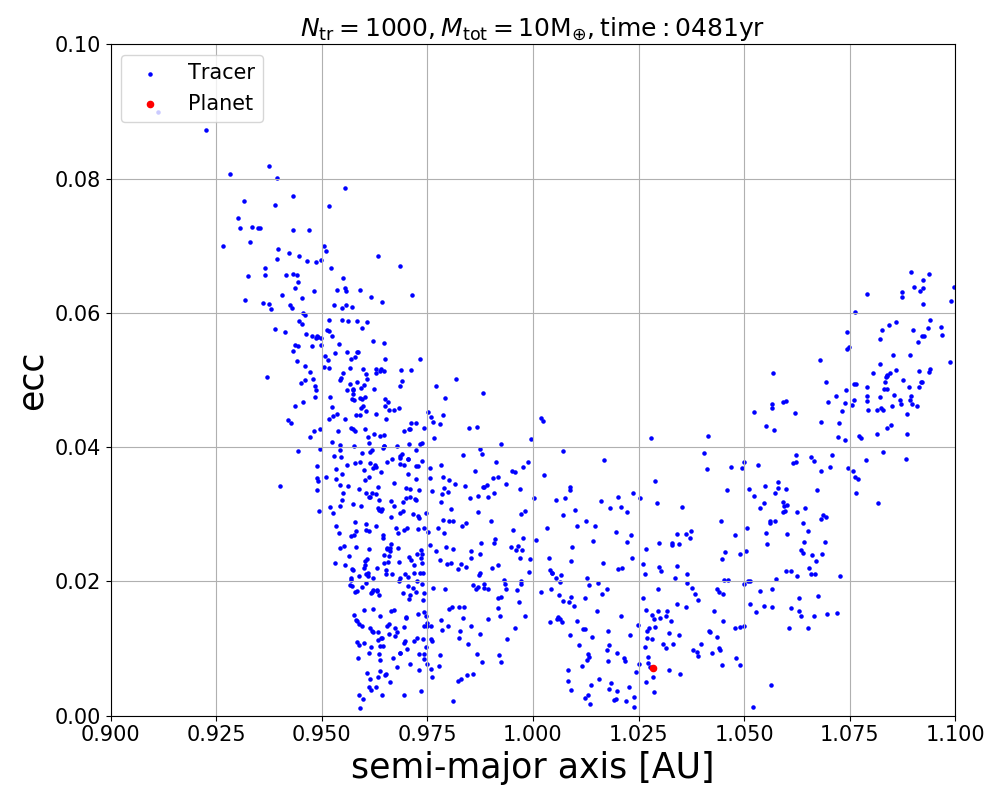 N_tr = 1000, M_tot = 10M_⊕, time : 0481yr
Tracer
Planet
0.10
0.08
0.06
0.04
0.02
0.00
ecc
0.900 0.925 0.950 0.975 1.000 1.025 1.050 1.075 1.100
semi-major axis [AU]